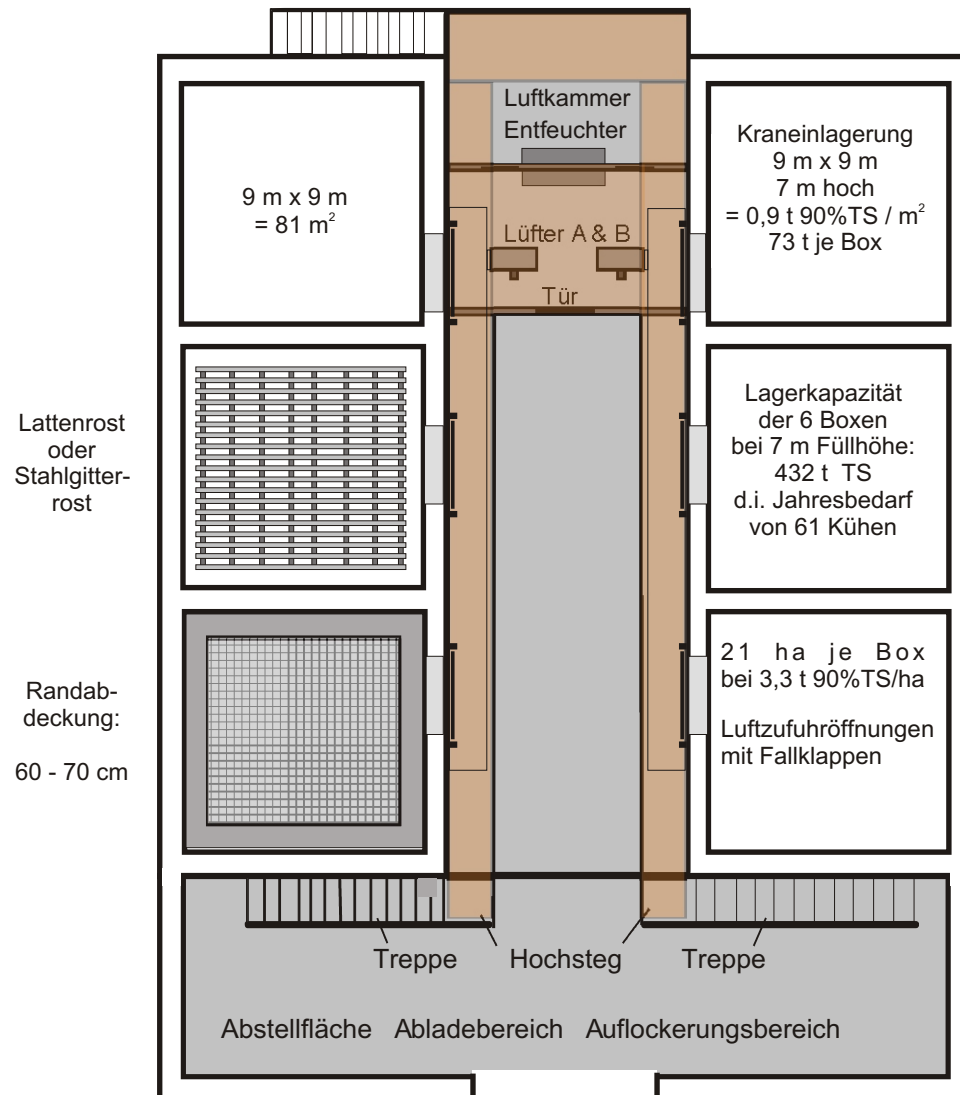 Luftkammer
Entfeuchter
Kraneinlagerung
9 m x 9 m
7 m hoch
= 0,9 t 90%TS / m²
73 t je Box
9 m x 9 m
= 81 m²
Lüfter A & B
Tür
Lattenrost
oder
Stahlgitter-
rost
Lagerkapazität
der 6 Boxen
bei 7 m Füllhöhe:
432 t TS
d.i. Jahresbedarf
von 61 Kühen
Randab-
deckung:
60 - 70 cm
21 ha je Box
bei 3,3 t 90%TS/ha
Luftzufuhröffnungen
mit Fallklappen
Treppe Hochsteg Treppe
Abstellfläche Abladebereich Auflockerungsbereich